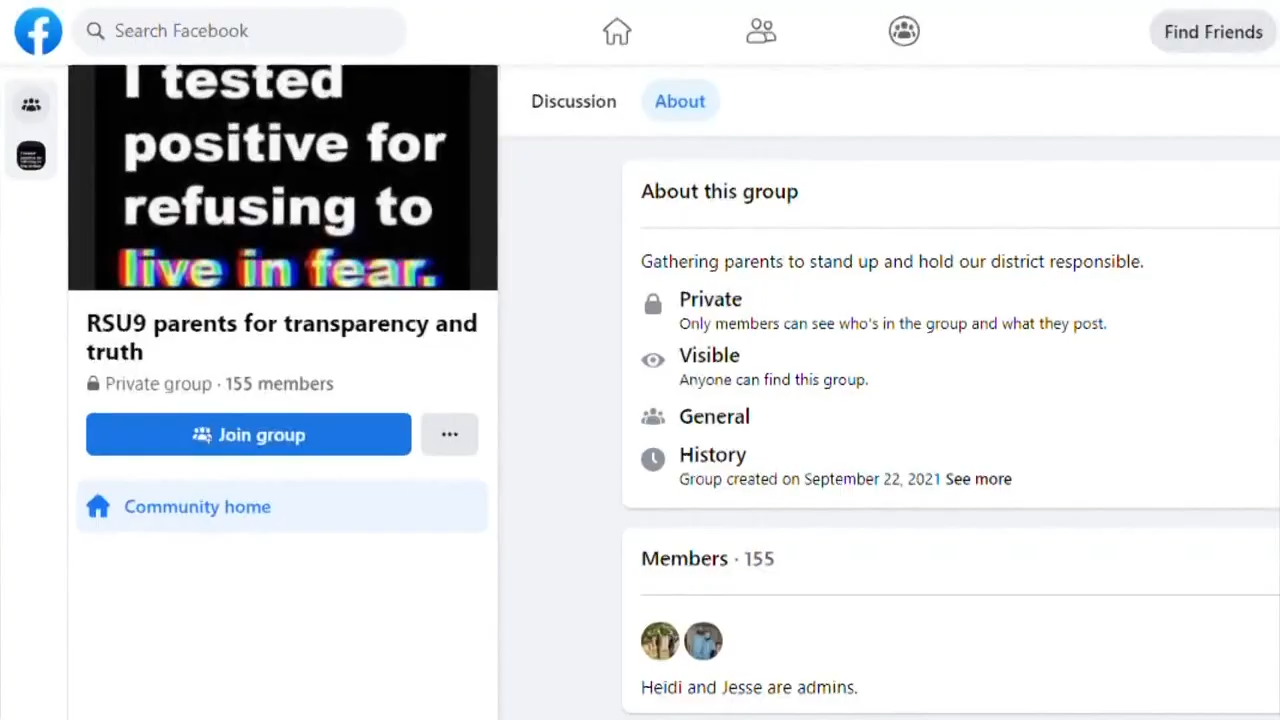 Search Facebook
Find Friends
I tested
positive for
refusing to
live in fear.
RSU9 parents for transparency and
truth
Private group · 155 members
Join group
Community home
Discussion
About
About this group
Gathering parents to stand up and hold our district responsible.
Private
Only members can see who's in the group and what they post.
Visible
Anyone can find this group.
General
History
Group created on September 22, 2021 See more
Members · 155
Heidi and Jesse are admins.